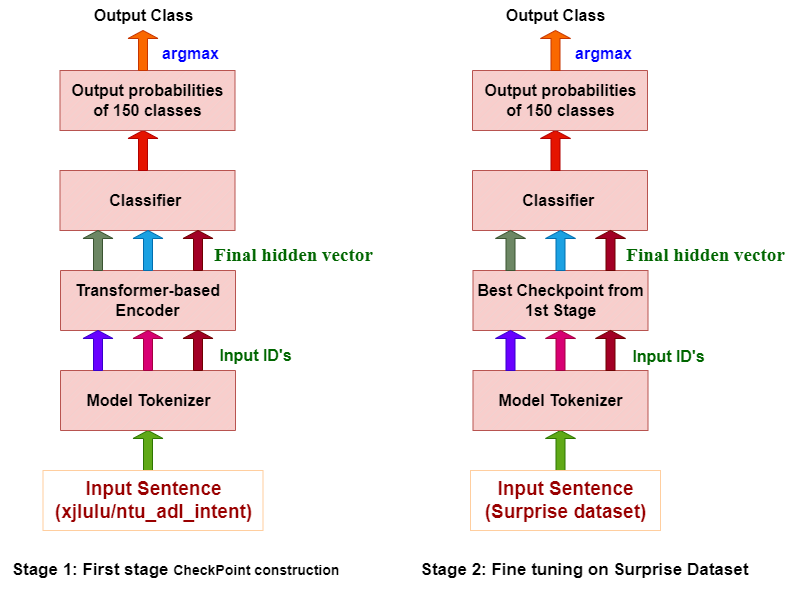 Output Class
argmax
Output probabilities
of 150 classes
Classifier
Final hidden vector
Transformer-based
Encoder
Input ID's
Model Tokenizer
Input Sentence
(xjlulu/ntu_adl_intent)
Stage 1: First stage CheckPoint construction
Output Class
argmax
Output probabilities
of 150 classes
Classifier
Final hidden vector
Best Checkpoint from
1st Stage
Input ID's
Model Tokenizer
Input Sentence
(Surprise dataset)
Stage 2: Fine tuning on Surprise Dataset